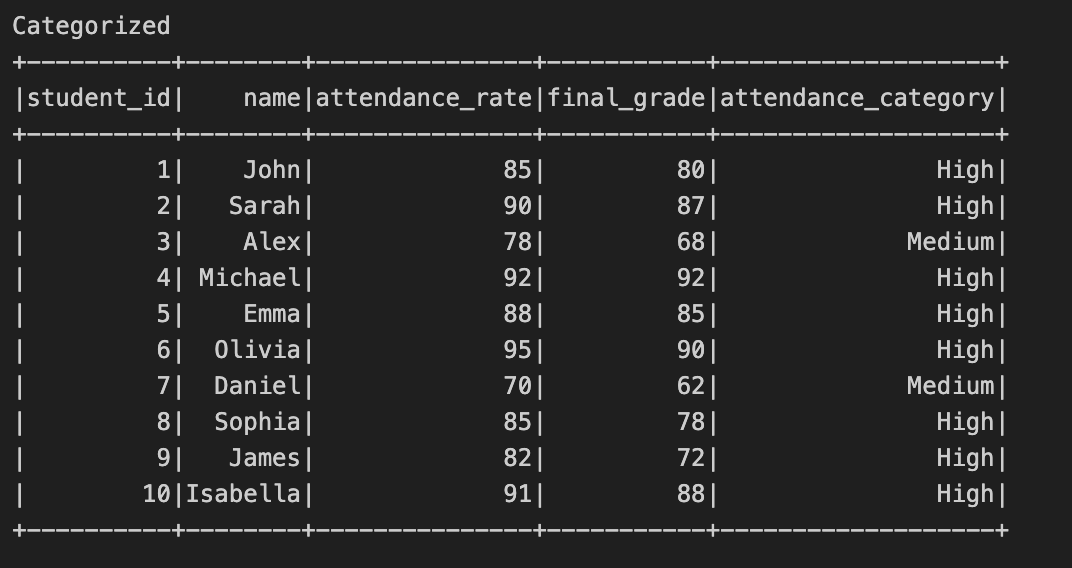 Categorized
+----------+--------+---------------+-----------+-------------------+
|student_id|    name|attendance_rate|final_grade|attendance_category|
+----------+--------+---------------+-----------+-------------------+
|         1|    John|             85|         80|               High|
|         2|   Sarah|             90|         87|               High|
|         3|    Alex|             78|         68|             Medium|
|         4| Michael|             92|         92|               High|
|         5|    Emma|             88|         85|               High|
|         6|  Olivia|             95|         90|               High|
|         7|  Daniel|             70|         62|             Medium|
|         8|  Sophia|             85|         78|               High|
|         9|   James|             82|         72|               High|
|        10|Isabella|             91|         88|               High|
+----------+--------+---------------+-----------+-------------------+